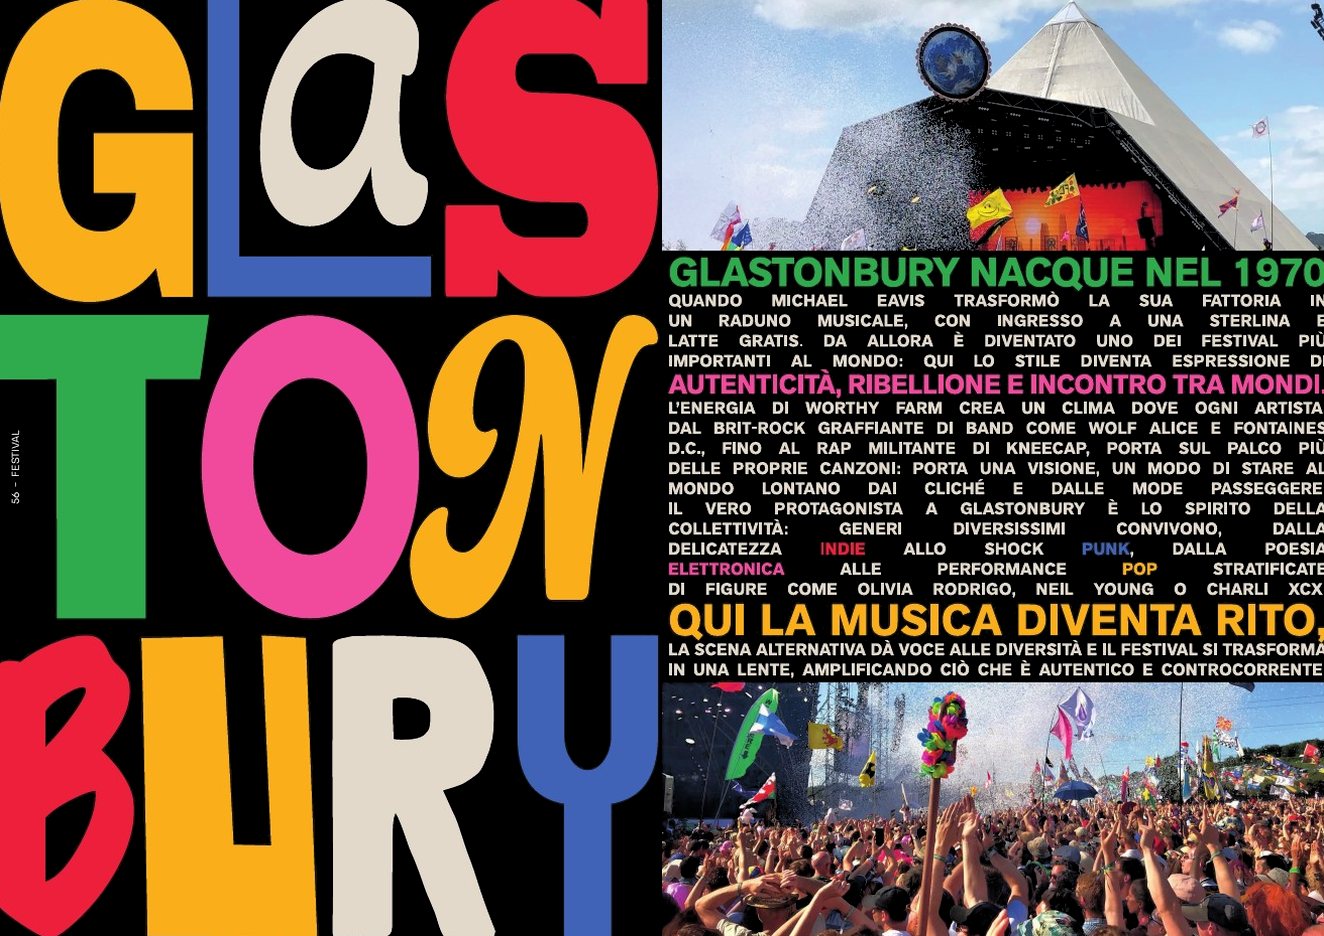 GLaS
TON
BURY
56 – FESTIVAL
GLASTONBURY NACQUE NEL 1970
QUANDO MICHAEL EAVIS TRASFORMÒ LA SUA FATTORIA IN
UN RADUNO MUSICALE, CON INGRESSO A UNA STERLINA E
LATTE GRATIS. DA ALLORA È DIVENTATO UNO DEI FESTIVAL PIÙ
IMPORTANTI AL MONDO: QUI LO STILE DIVENTA ESPRESSIONE DI
AUTENTICITÀ, RIBELLIONE E INCONTRO TRA MONDI.
L'ENERGIA DI WORTHY FARM CREA UN CLIMA DOVE OGNI ARTISTA,
DAL BRIT-ROCK GRAFFIANTE DI BAND COME WOLF ALICE E FONTAINES
D.C., FINO AL RAP MILITANTE DI KNEECAP, PORTA SUL PALCO PIÙ
DELLE PROPRIE CANZONI: PORTA UNA VISIONE, UN MODO DI STARE AL
MONDO LONTANO DAI CLICHÉ E DALLE MODE PASSEGGERE.
IL VERO PROTAGONISTA A GLASTONBURY È LO SPIRITO DELLA
COLLETTIVITÀ: GENERI DIVERSISSIMI CONVIVONO, DALLA
DELICATEZZA INDIE ALLO SHOCK PUNK, DALLA POESIA
ELETTRONICA ALLE PERFORMANCE POP STRATIFICATE
DI FIGURE COME OLIVIA RODRIGO, NEIL YOUNG O CHARLI XCX.
QUI LA MUSICA DIVENTA RITO,
LA SCENA ALTERNATIVA DÀ VOCE ALLE DIVERSITÀ E IL FESTIVAL SI TRASFORMA
IN UNA LENTE, AMPLIFICANDO CIÒ CHE È AUTENTICO E CONTROCORRENTE.